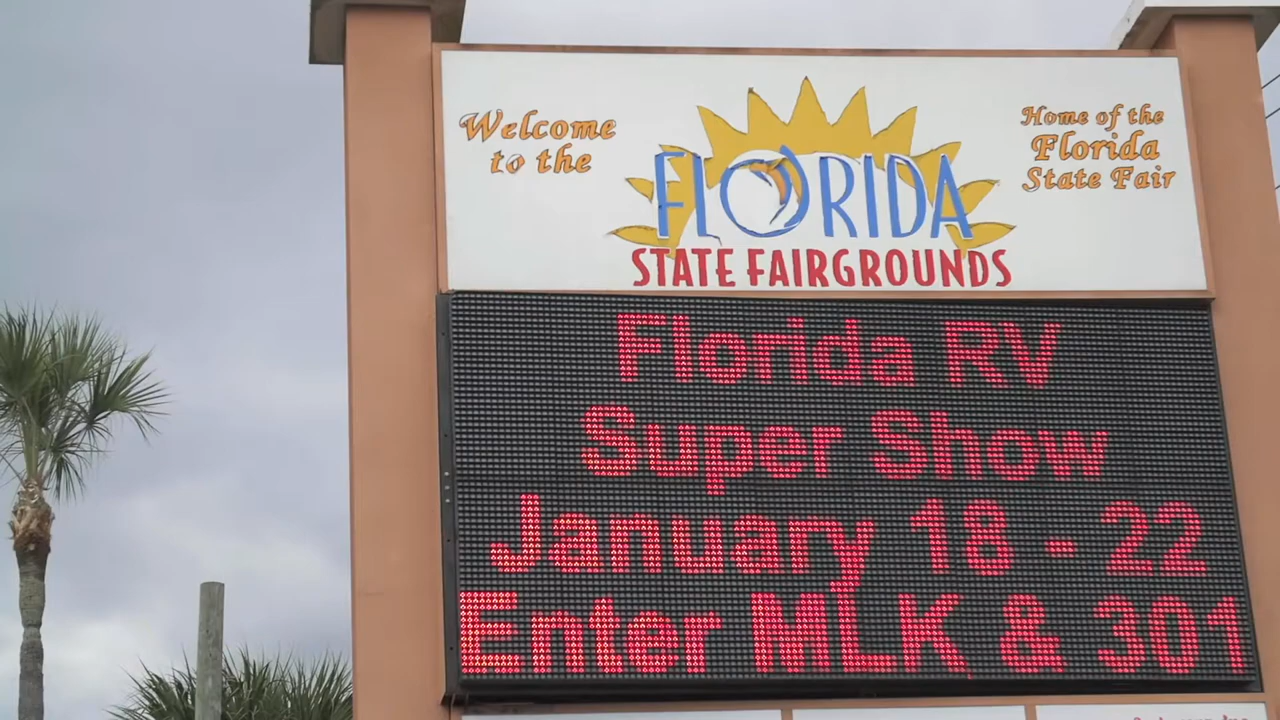 Welcome
to the
FLORIDA
STATE FAIRGROUNDS
Home of the
Florida
State Fair
Florida RV
Super Show
January 18 - 22
Enter MLK & 301